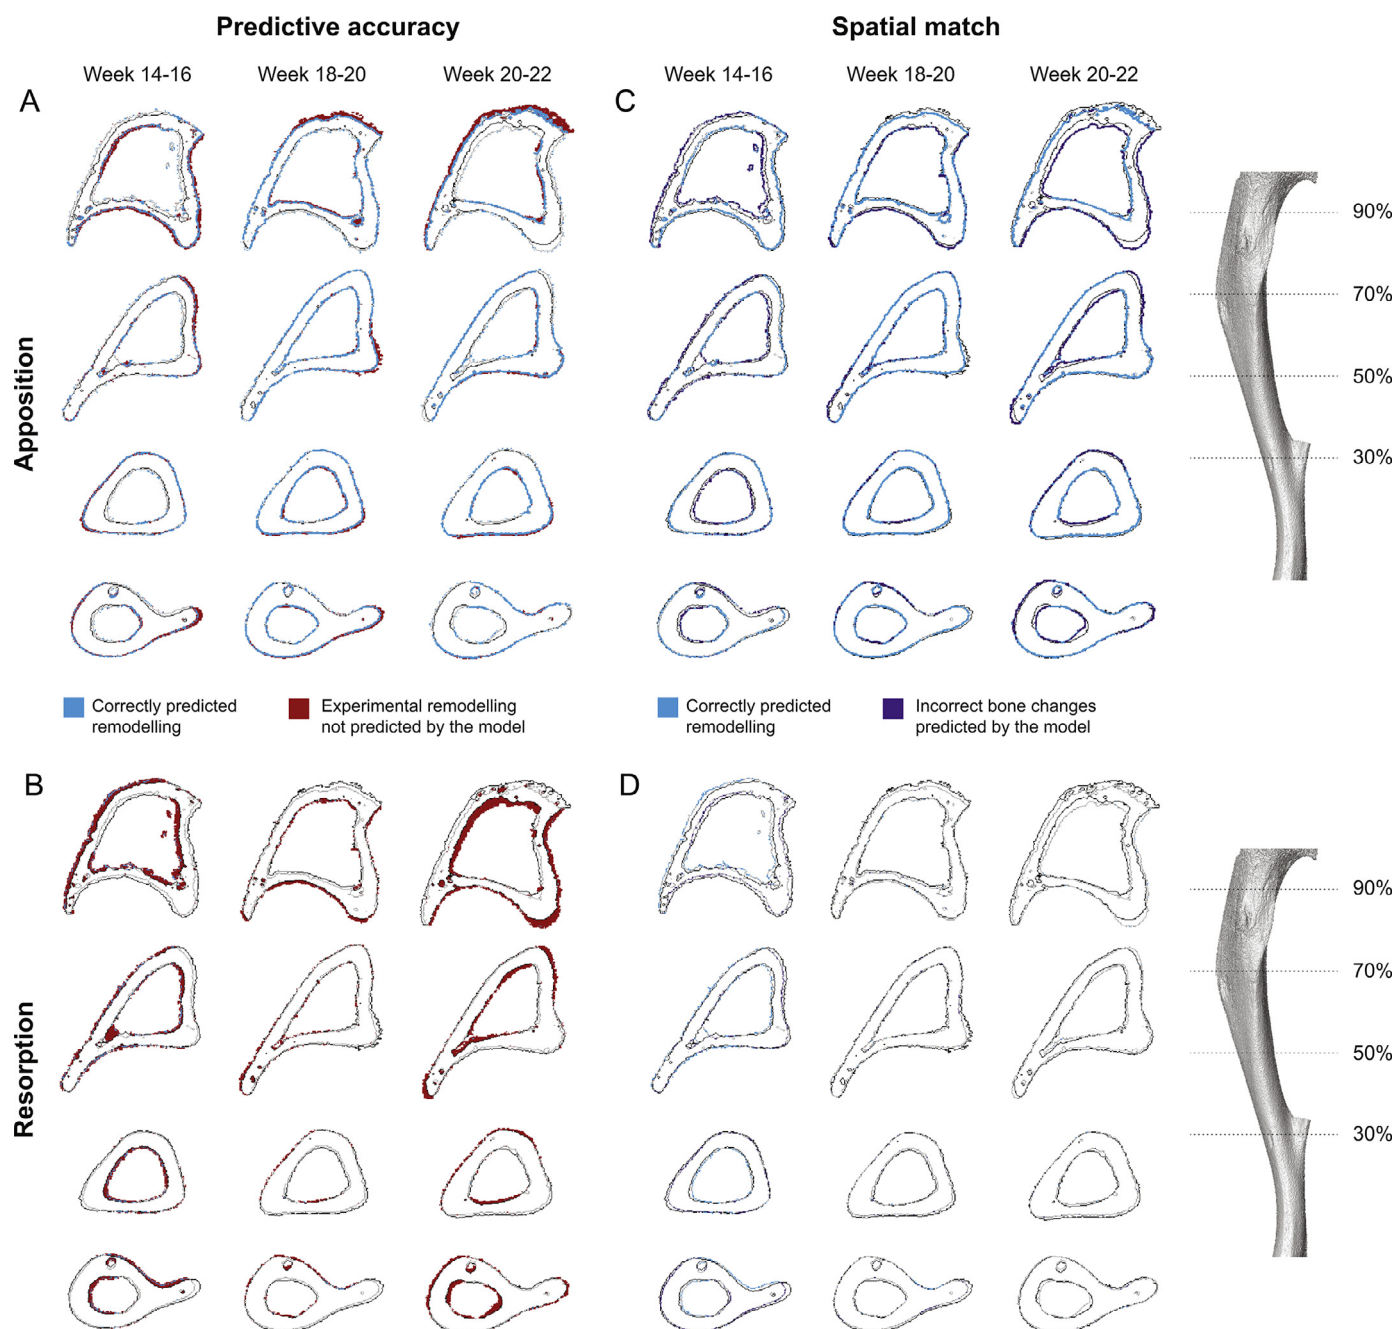 Predictive accuracy
Spatial match
Week 14-16
Week 18-20
Week 20-22
Week 14-16
Week 18-20
Week 20-22
A
C
90%
70%
50%
30%
Apposition
Correctly predicted
remodelling
Experimental remodelling
not predicted by the model
Correctly predicted
remodelling
Incorrect bone changes
predicted by the model
B
D
90%
70%
50%
30%
Resorption